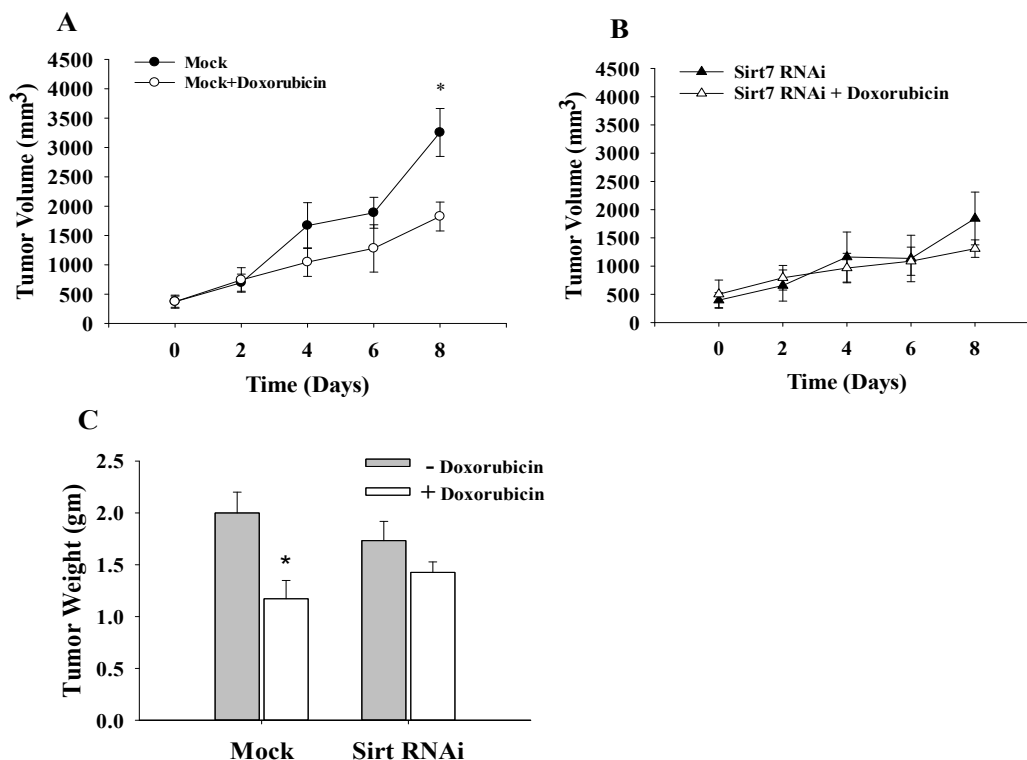 A
Mock
Mock+Doxorubicin
*
4500
4000
3500
3000
2500
2000
1500
1000
500
0
Tumor Volume (mm3)
0 2 4 6 8
Time (Days)
B
Sirt7 RNAi
Sirt7 RNAi + Doxorubicin
4500
4000
3500
3000
2500
2000
1500
1000
500
0
Tumor Volume (mm3)
0 2 4 6 8
Time (Days)
C
- Doxorubicin
+ Doxorubicin
2.5
2.0
1.5
1.0
0.5
0.0
Tumor Weight (gm)
*
Mock Sirt RNAi